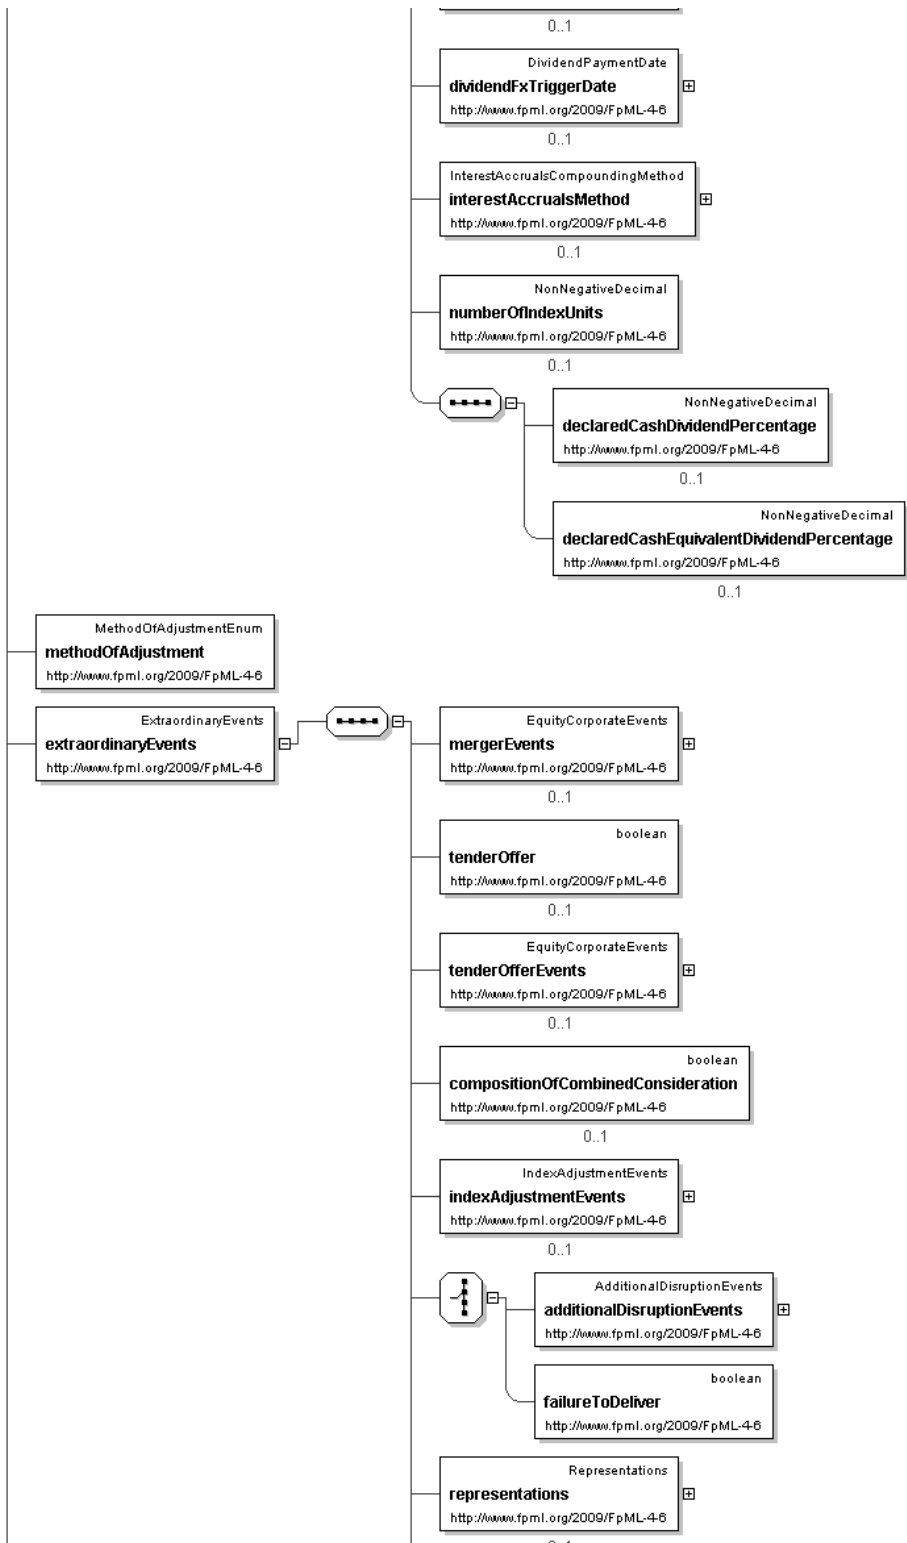 0..1
DividendPaymentDate
dividendFxTriggerDate
http://www.fpml.org/2009/FpML-4-6
0..1
InterestAccrualsCompoundingMethod
interestAccrualsMethod
http://www.fpml.org/2009/FpML-4-6
0..1
NonNegativeDecimal
numberOfIndexUnits
http://www.fpml.org/2009/FpML-4-6
0..1
NonNegativeDecimal
declaredCashDividendPercentage
http://www.fpml.org/2009/FpML-4-6
0..1
NonNegativeDecimal
declaredCashEquivalentDividendPercentage
http://www.fpml.org/2009/FpML-4-6
0..1
MethodOfAdjustmentEnum
methodOfAdjustment
http://www.fpml.org/2009/FpML-4-6
ExtraordinaryEvents
extraordinaryEvents
http://www.fpml.org/2009/FpML-4-6
EquityCorporateEvents
mergerEvents
http://www.fpml.org/2009/FpML-4-6
0..1
boolean
tenderOffer
http://www.fpml.org/2009/FpML-4-6
0..1
EquityCorporateEvents
tenderOfferEvents
http://www.fpml.org/2009/FpML-4-6
0..1
boolean
compositionOfCombinedConsideration
http://www.fpml.org/2009/FpML-4-6
0..1
IndexAdjustmentEvents
indexAdjustmentEvents
http://www.fpml.org/2009/FpML-4-6
0..1
AdditionalDisruptionEvents
additionalDisruptionEvents
http://www.fpml.org/2009/FpML-4-6
boolean
failureToDeliver
http://www.fpml.org/2009/FpML-4-6
Representations
representations
http://www.fpml.org/2009/FpML-4-6